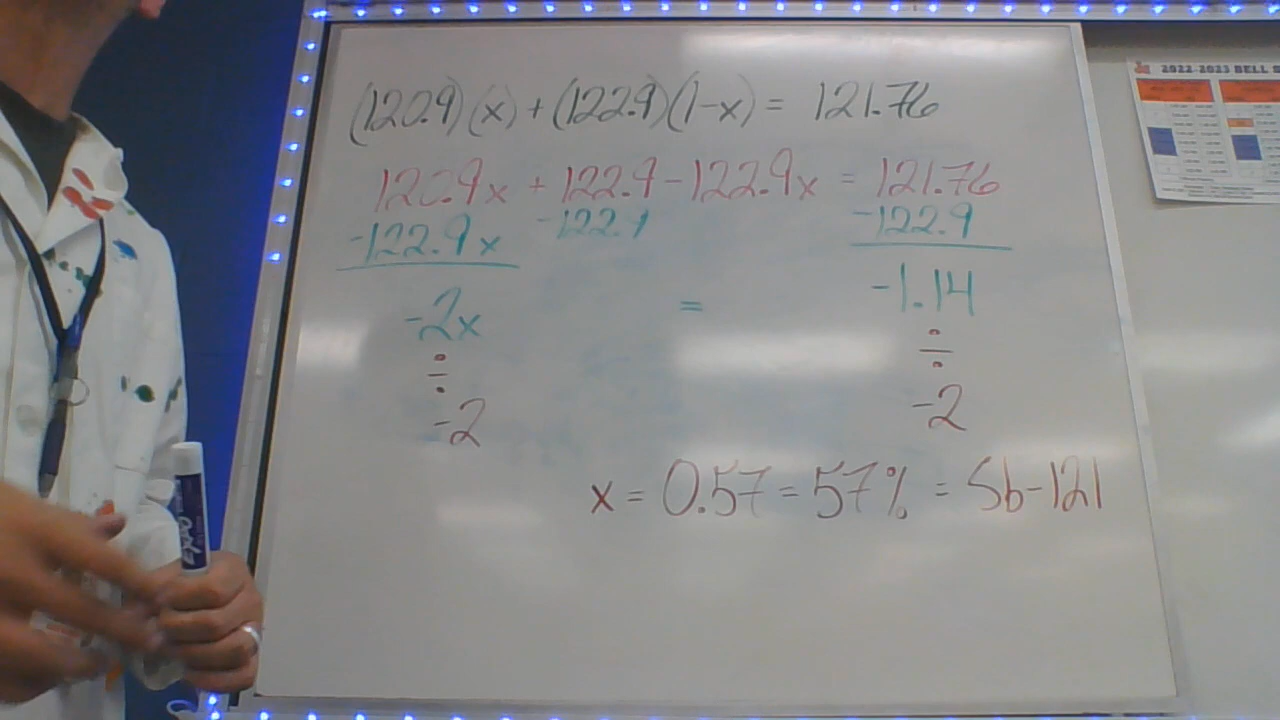 (120.9)(x) + (122.9)(1-x) = 121.76
120.9x + 122.9 - 122.9x = 121.76
-122.9x -122.9 -122.9
-2x = -1.14
÷ ÷
-2 -2
x = 0.57 = 57% = Sb-121
2022-2023 BELL
EXPO